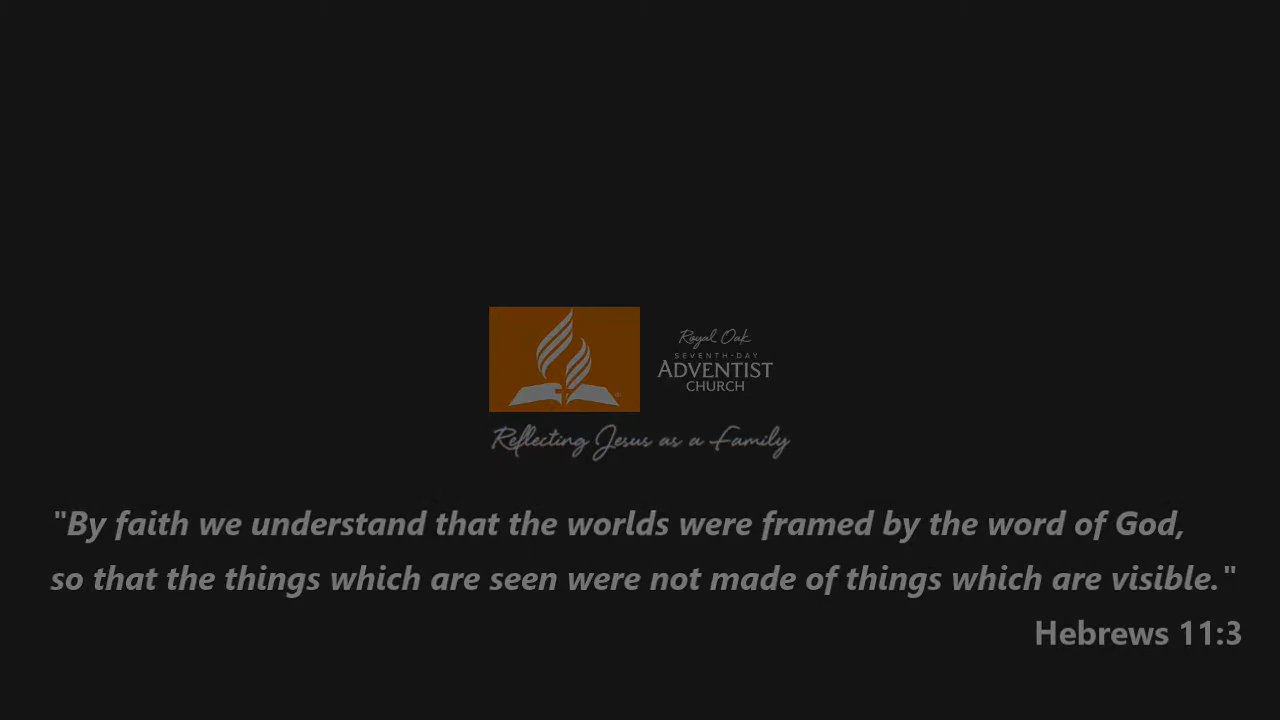 Royal Oak
SEVENTH-DAY
ADVENTIST
CHURCH
Reflecting Jesus as a Family
"By faith we understand that the worlds were framed by the word of God,
so that the things which are seen were not made of things which are visible."
Hebrews 11:3